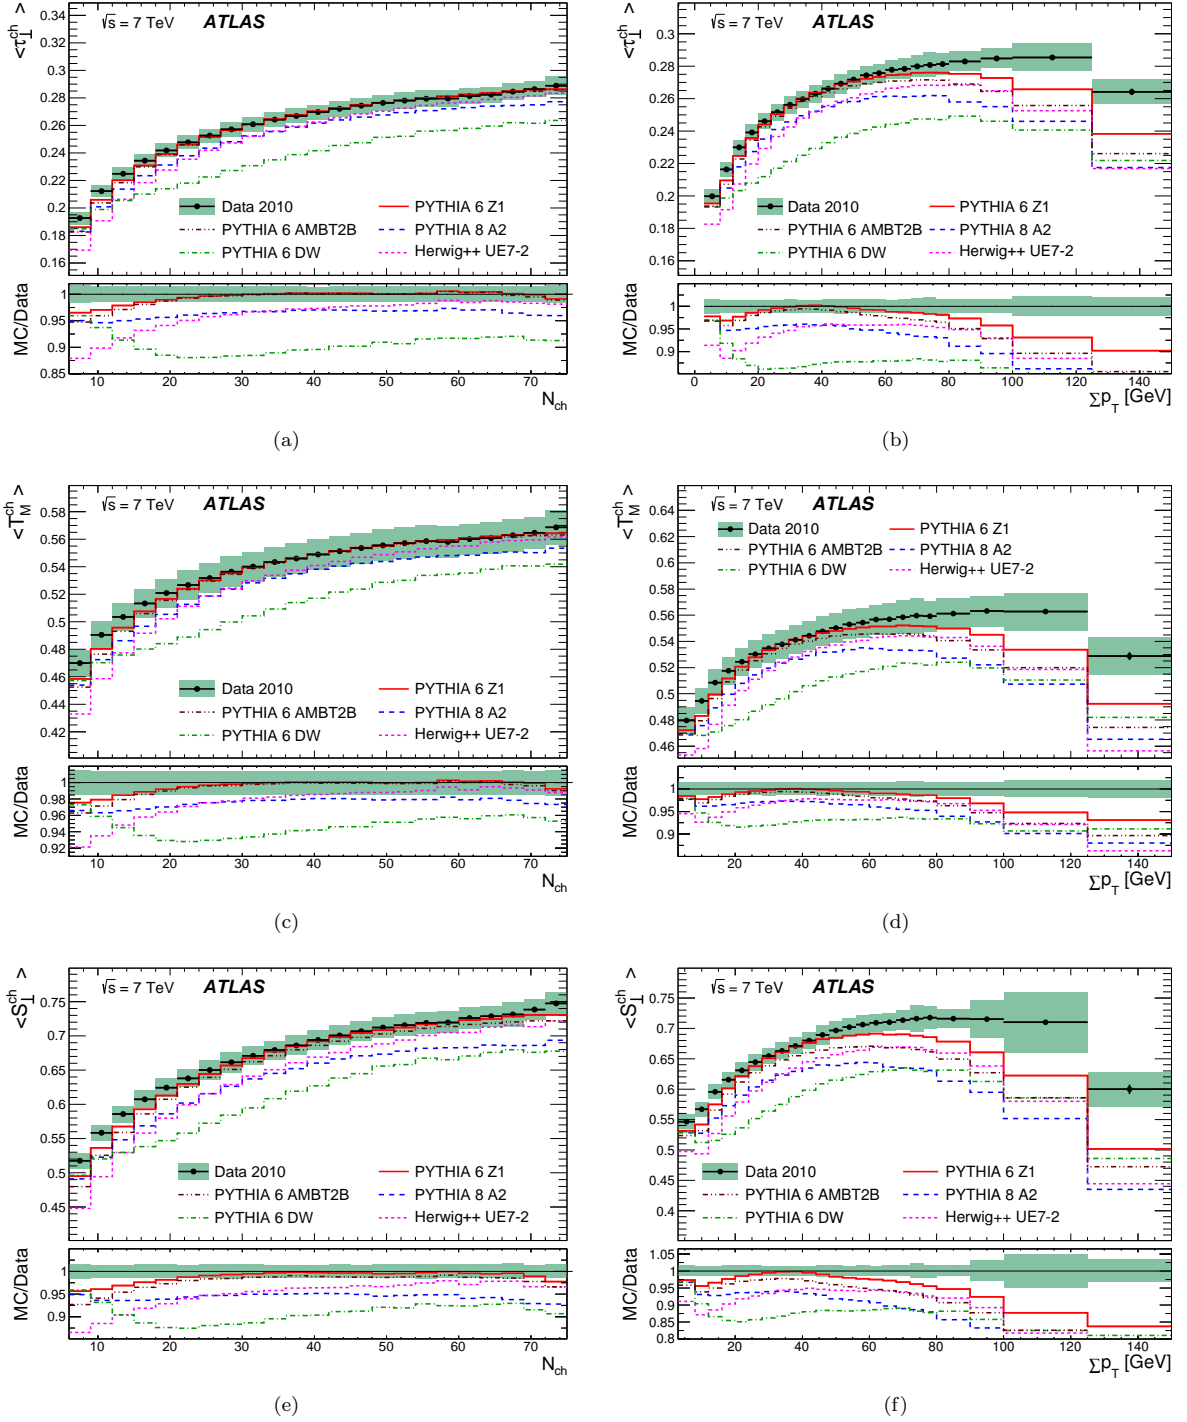 √s = 7 TeV ATLAS
<τ⊥^ch>
0.34
0.32
0.3
0.28
0.26
0.24
0.22
0.2
0.18
0.16
Data 2010 PYTHIA 6 Z1
PYTHIA 6 AMBT2B PYTHIA 8 A2
PYTHIA 6 DW Herwig++ UE7-2
MC/Data
1
0.95
0.9
0.85
10 20 30 40 50 60 70
N_ch
(a)
√s = 7 TeV ATLAS
<τ⊥^ch>
0.3
0.28
0.26
0.24
0.22
0.2
0.18
0.16
Data 2010 PYTHIA 6 Z1
PYTHIA 6 AMBT2B PYTHIA 8 A2
PYTHIA 6 DW Herwig++ UE7-2
MC/Data
1
0.95
0.9
0 20 40 60 80 100 120 140
Σp_T [GeV]
(b)
√s = 7 TeV ATLAS
<T_M^ch>
0.58
0.56
0.54
0.52
0.5
0.48
0.46
0.44
0.42
Data 2010 PYTHIA 6 Z1
PYTHIA 6 AMBT2B PYTHIA 8 A2
PYTHIA 6 DW Herwig++ UE7-2
MC/Data
1
0.98
0.96
0.94
0.92
10 20 30 40 50 60 70
N_ch
(c)
√s = 7 TeV ATLAS
<T_M^ch>
0.64
0.62
0.6
0.58
0.56
0.54
0.52
0.5
0.48
0.46
Data 2010 PYTHIA 6 Z1
PYTHIA 6 AMBT2B PYTHIA 8 A2
PYTHIA 6 DW Herwig++ UE7-2
MC/Data
1
0.95
0.9
20 40 60 80 100 120 140
Σp_T [GeV]
(d)
√s = 7 TeV ATLAS
<S⊥^ch>
0.75
0.7
0.65
0.6
0.55
0.5
0.45
Data 2010 PYTHIA 6 Z1
PYTHIA 6 AMBT2B PYTHIA 8 A2
PYTHIA 6 DW Herwig++ UE7-2
MC/Data
1
0.95
0.9
10 20 30 40 50 60 70
N_ch
(e)
√s = 7 TeV ATLAS
<S⊥^ch>
0.75
0.7
0.65
0.6
0.55
0.5
0.45
0.4
0.35
Data 2010 PYTHIA 6 Z1
PYTHIA 6 AMBT2B PYTHIA 8 A2
PYTHIA 6 DW Herwig++ UE7-2
MC/Data
1.05
1
0.95
0.9
0.85
0.8
20 40 60 80 100 120 140
Σp_T [GeV]
(f)